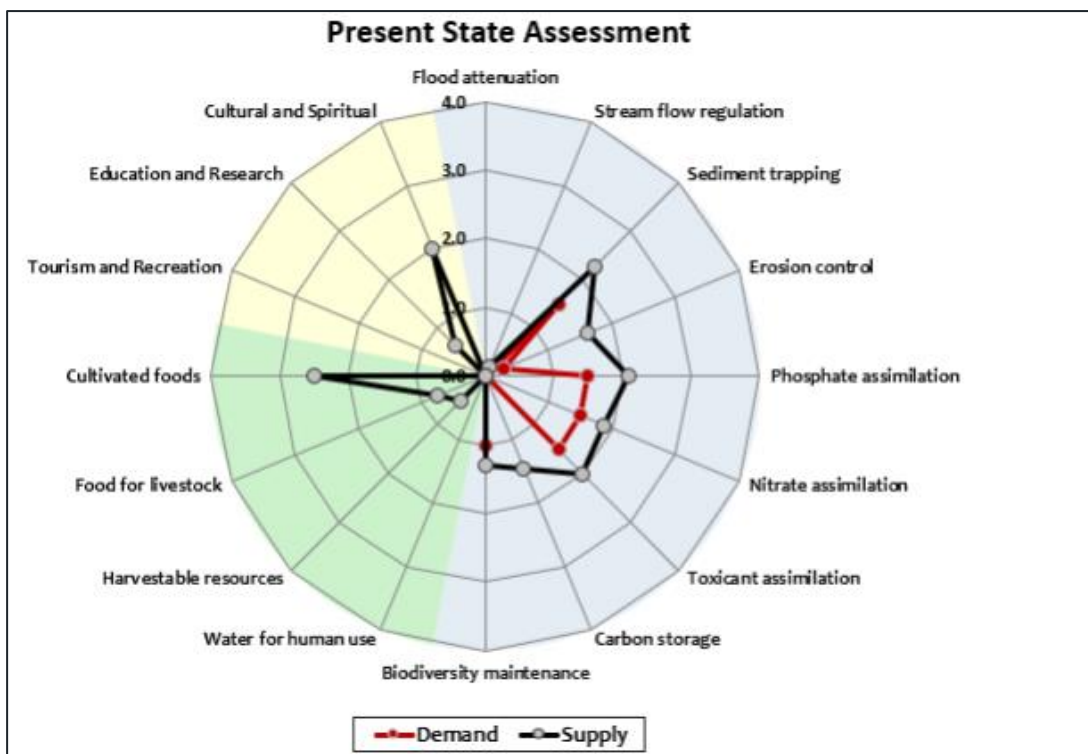 Present State Assessment
Flood attenuation
Stream flow regulation
Sediment trapping
Erosion control
Phosphate assimilation
Nitrate assimilation
Toxicant assimilation
Carbon storage
Biodiversity maintenance
Water for human use
Harvestable resources
Food for livestock
Cultivated foods
Tourism and Recreation
Education and Research
Cultural and Spiritual
4.0
3.0
2.0
Demand
Supply